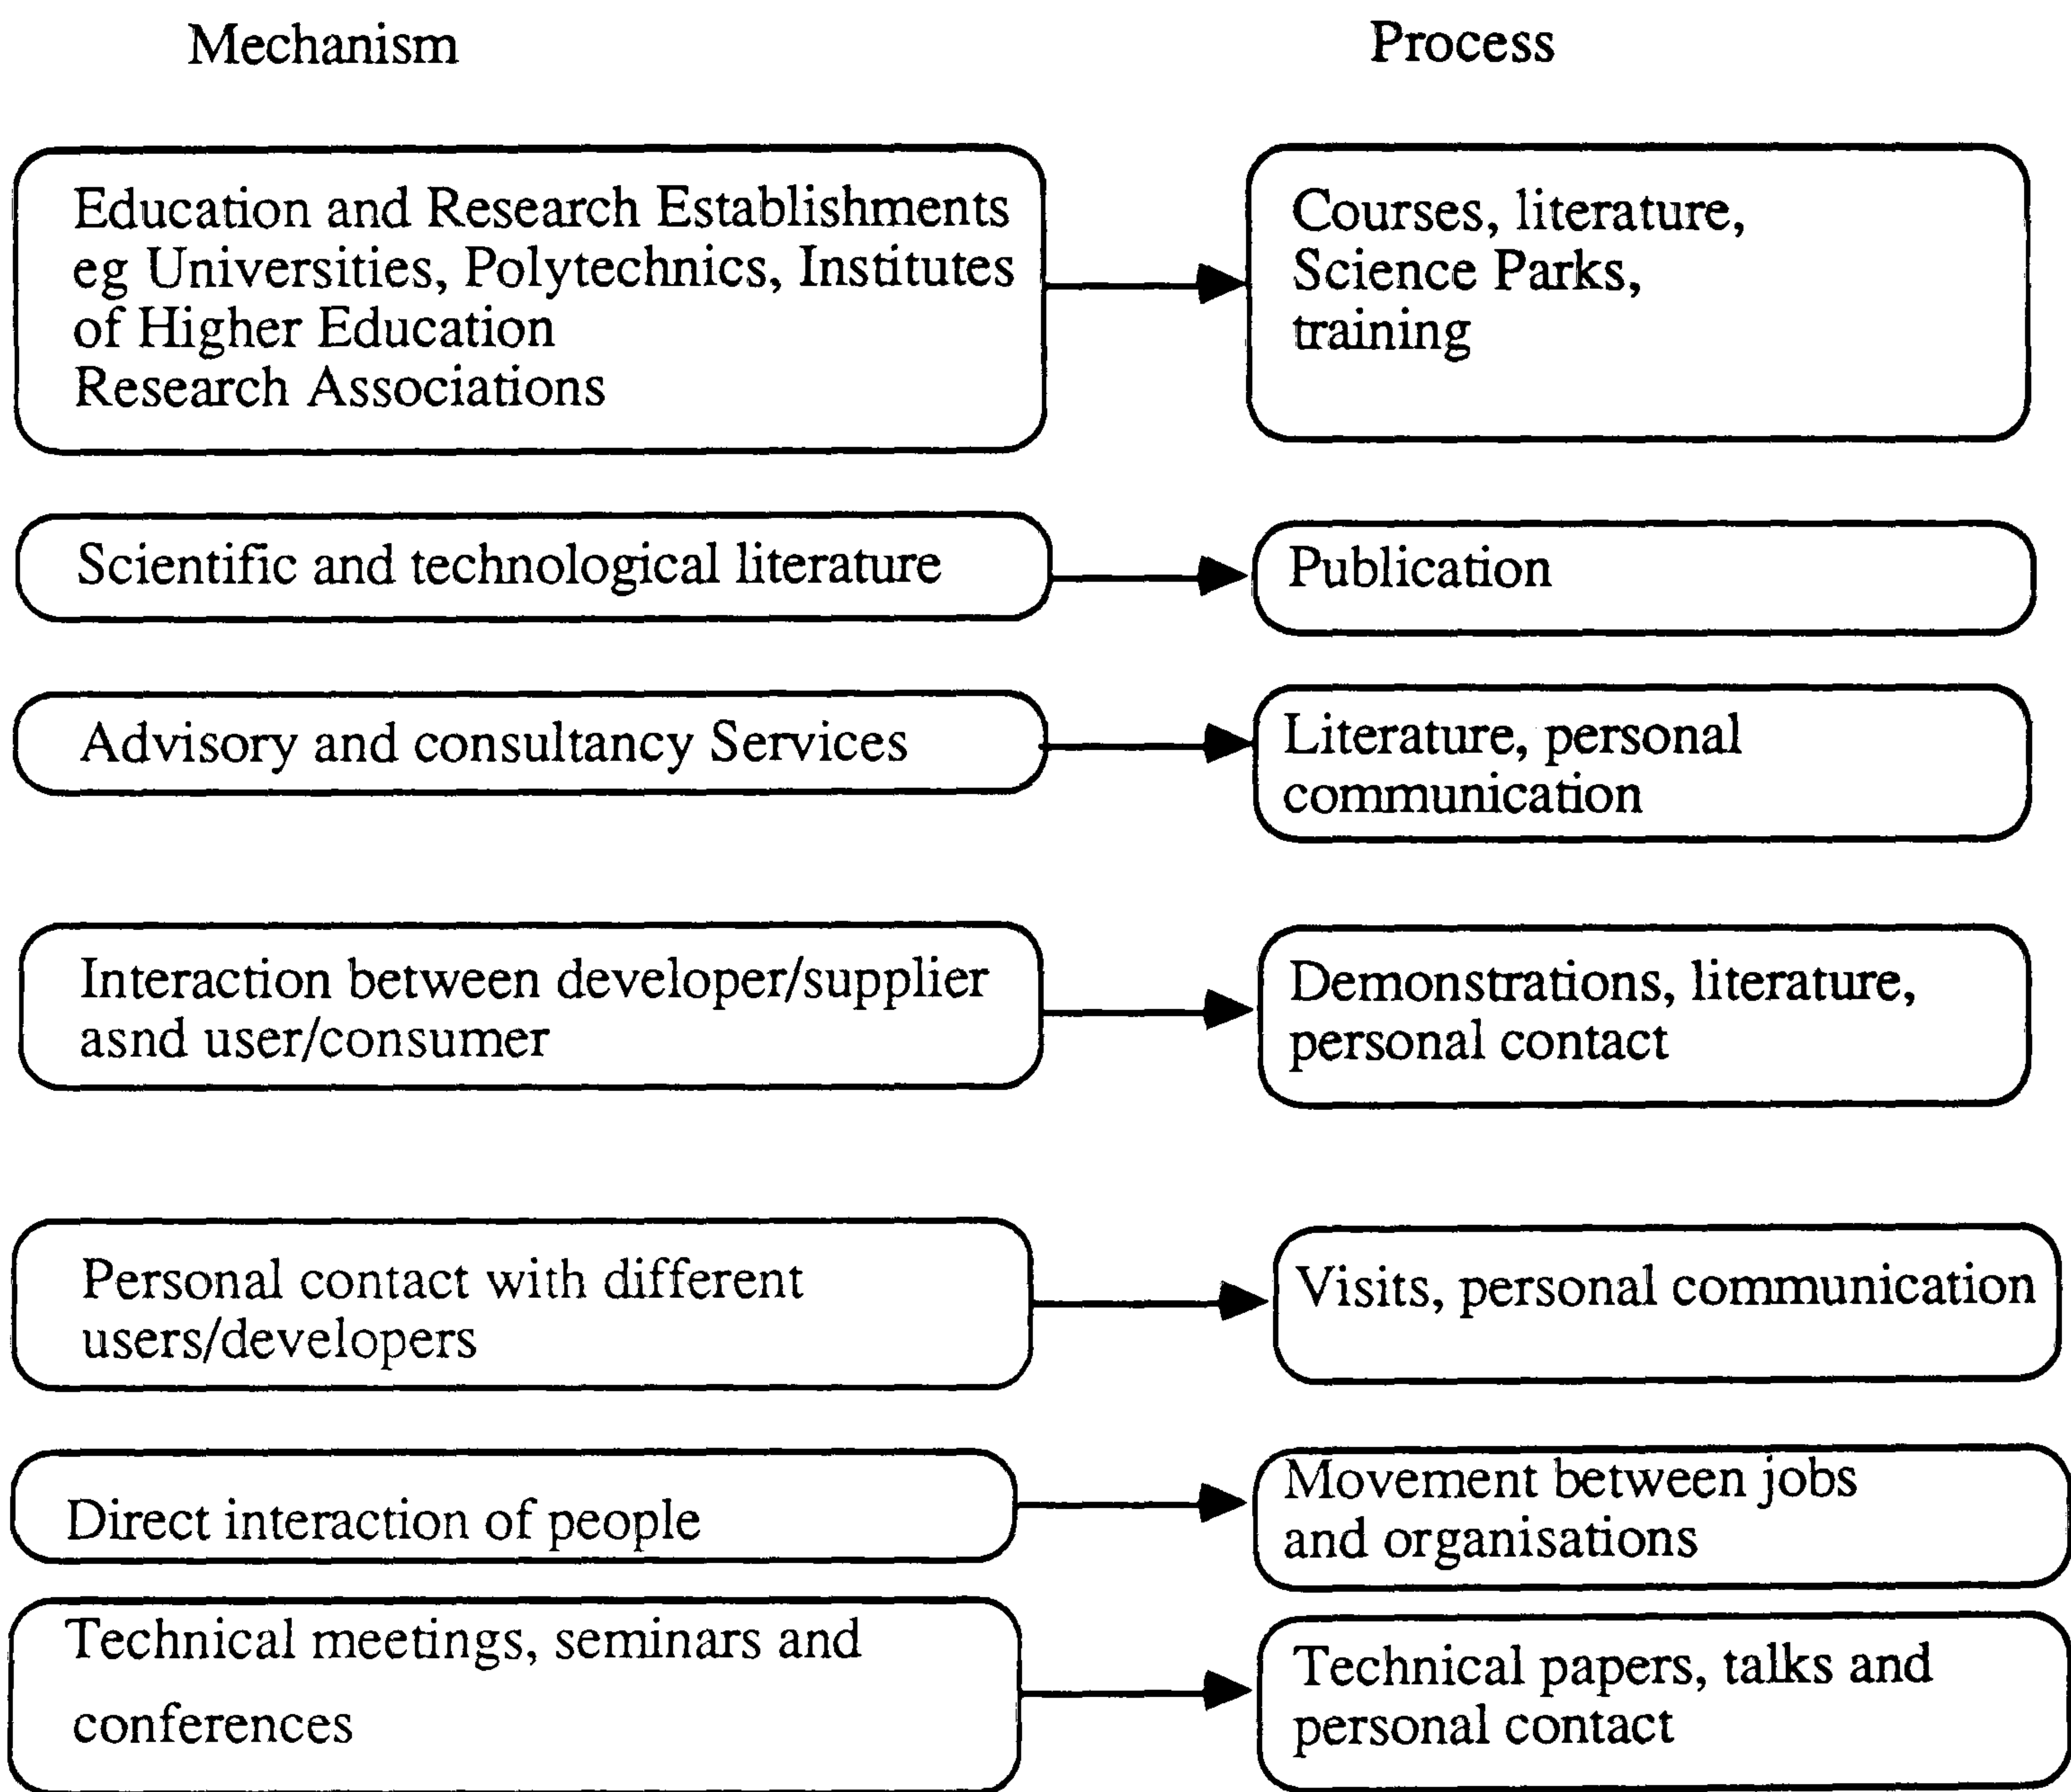 Mechanism
Process
Education and Research Establishments
eg Universities, Polytechnics, Institutes
of Higher Education
Research Associations
Courses, literature,
Science Parks,
training
Scientific and technological literature
Publication
Advisory and consultancy Services
Literature, personal
communication
Interaction between developer/supplier
asnd user/consumer
Demonstrations, literature,
personal contact
Personal contact with different
users/developers
Visits, personal communication
Direct interaction of people
Movement between jobs
and organisations
Technical meetings, seminars and
conferences
Technical papers, talks and
personal contact